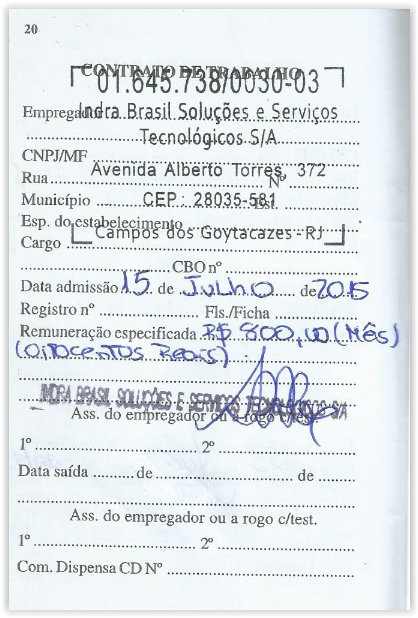 20
CONTRATO DE TRABALHO
01.645.738/0030-03
Empregador Indra Brasil Soluções e Serviços
Tecnológicos S/A
CNPJ/MF
Rua Avenida Alberto Torres, 372 Nº
Município CEP: 28035-581 Est.
Esp. do estabelecimento
Cargo Campos dos Goytacazes - RJ
CBO nº
Data admissão 15 de JULHO de 2015
Registro nº Fls./Ficha
Remuneração especificada R$ 800,00 (Mês)
(OITOCENTOS REAIS)
INDRA BRASIL SOLUÇÕES E SERVIÇOS TECNOLÓGICOS S/A
Ass. do empregador ou a rogo c/test.
1º 2º
Data saída de de
Ass. do empregador ou a rogo c/test.
1º 2º
Com. Dispensa CD Nº